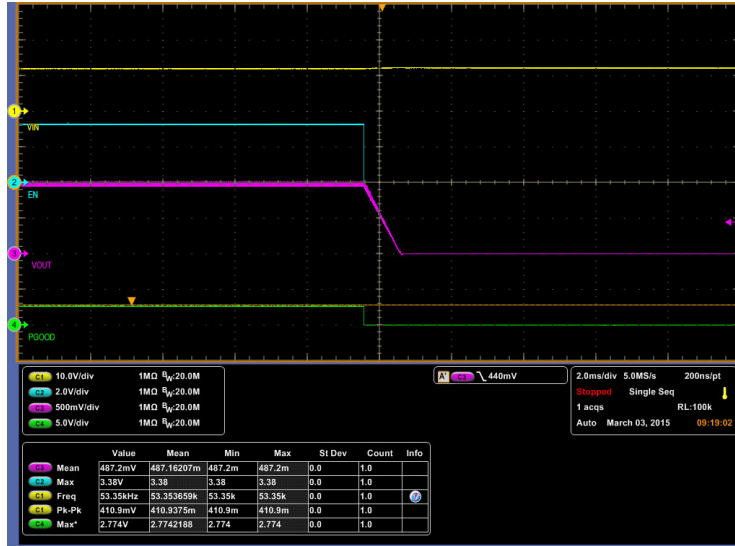 1
VIN
2
EN
3
VOUT
4
PGOOD
C1 10.0V/div 1MΩ BW:20.0M
C2 2.0V/div 1MΩ BW:20.0M
C3 500mV/div 1MΩ BW:20.0M
C4 5.0V/div 1MΩ BW:20.0M
A' C3 440mV
2.0ms/div 5.0MS/s 200ns/pt
Stopped Single Seq
1 acqs RL:100k
Auto March 03, 2015 09:19:02
Value Mean Min Max St Dev Count Info
C3 Mean 487.2mV 487.16207m 487.2m 487.2m 0.0 1.0
C2 Max 3.38V 3.38 3.38 3.38 0.0 1.0
C1 Freq 53.35kHz 53.353659k 53.35k 53.35k 0.0 1.0
C1 Pk-Pk 410.9mV 410.9375m 410.9m 410.9m 0.0 1.0
C4 Max* 2.774V 2.7742188 2.774 2.774 0.0 1.0